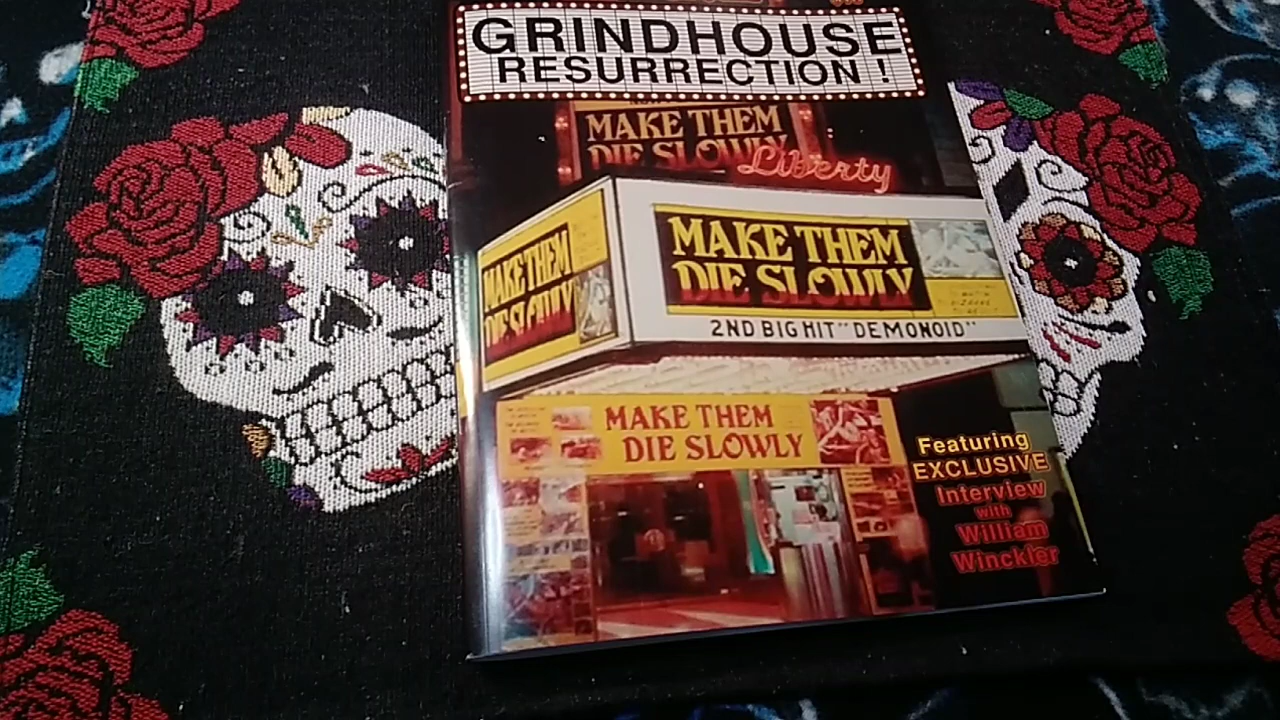 GRINDHOUSE
RESURRECTION !
MAKE THEM
DIE SLOWLY
Liberty
MAKE THEM
DIE SLOWLY
MAKE THEM
DIE SLOWLY
2ND BIG HIT "DEMONOID"
MAKE THEM
DIE SLOWLY
Featuring
EXCLUSIVE
Interview
with
William
Winckler